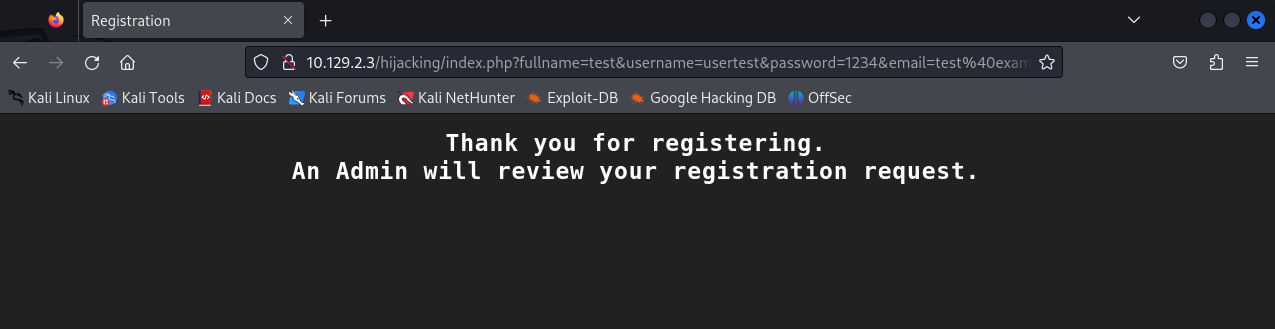 Registration
10.129.2.3/hijacking/index.php?fullname=test&username=usertest&password=1234&email=test%40exam
Kali Linux Kali Tools Kali Docs Kali Forums Kali NetHunter Exploit-DB Google Hacking DB OffSec
Thank you for registering.
An Admin will review your registration request.